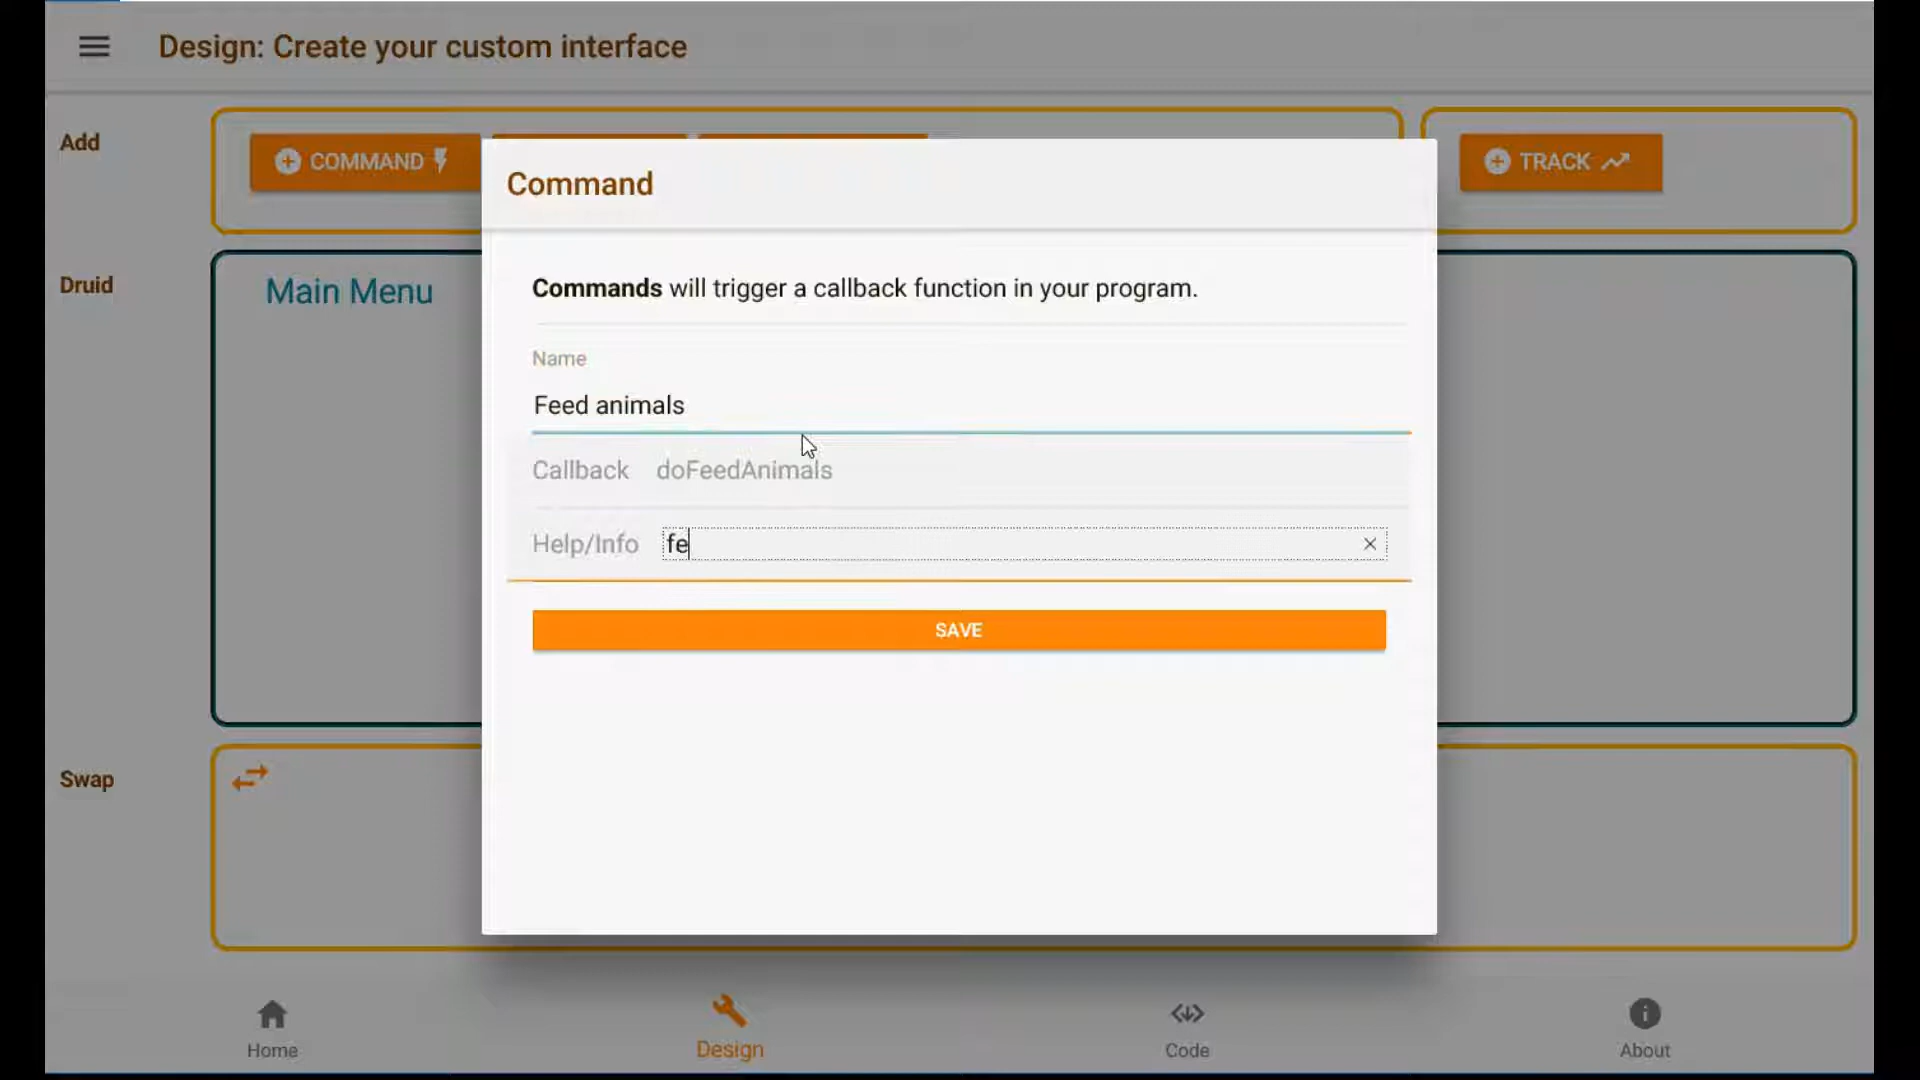 Design: Create your custom interface
Add
COMMAND
TRACK
Command
Commands will trigger a callback function in your program.
Druid
Main Menu
Name
Feed animals
Callback doFeedAnimals
Help/Info fe
SAVE
Swap
Home
Design
Code
About